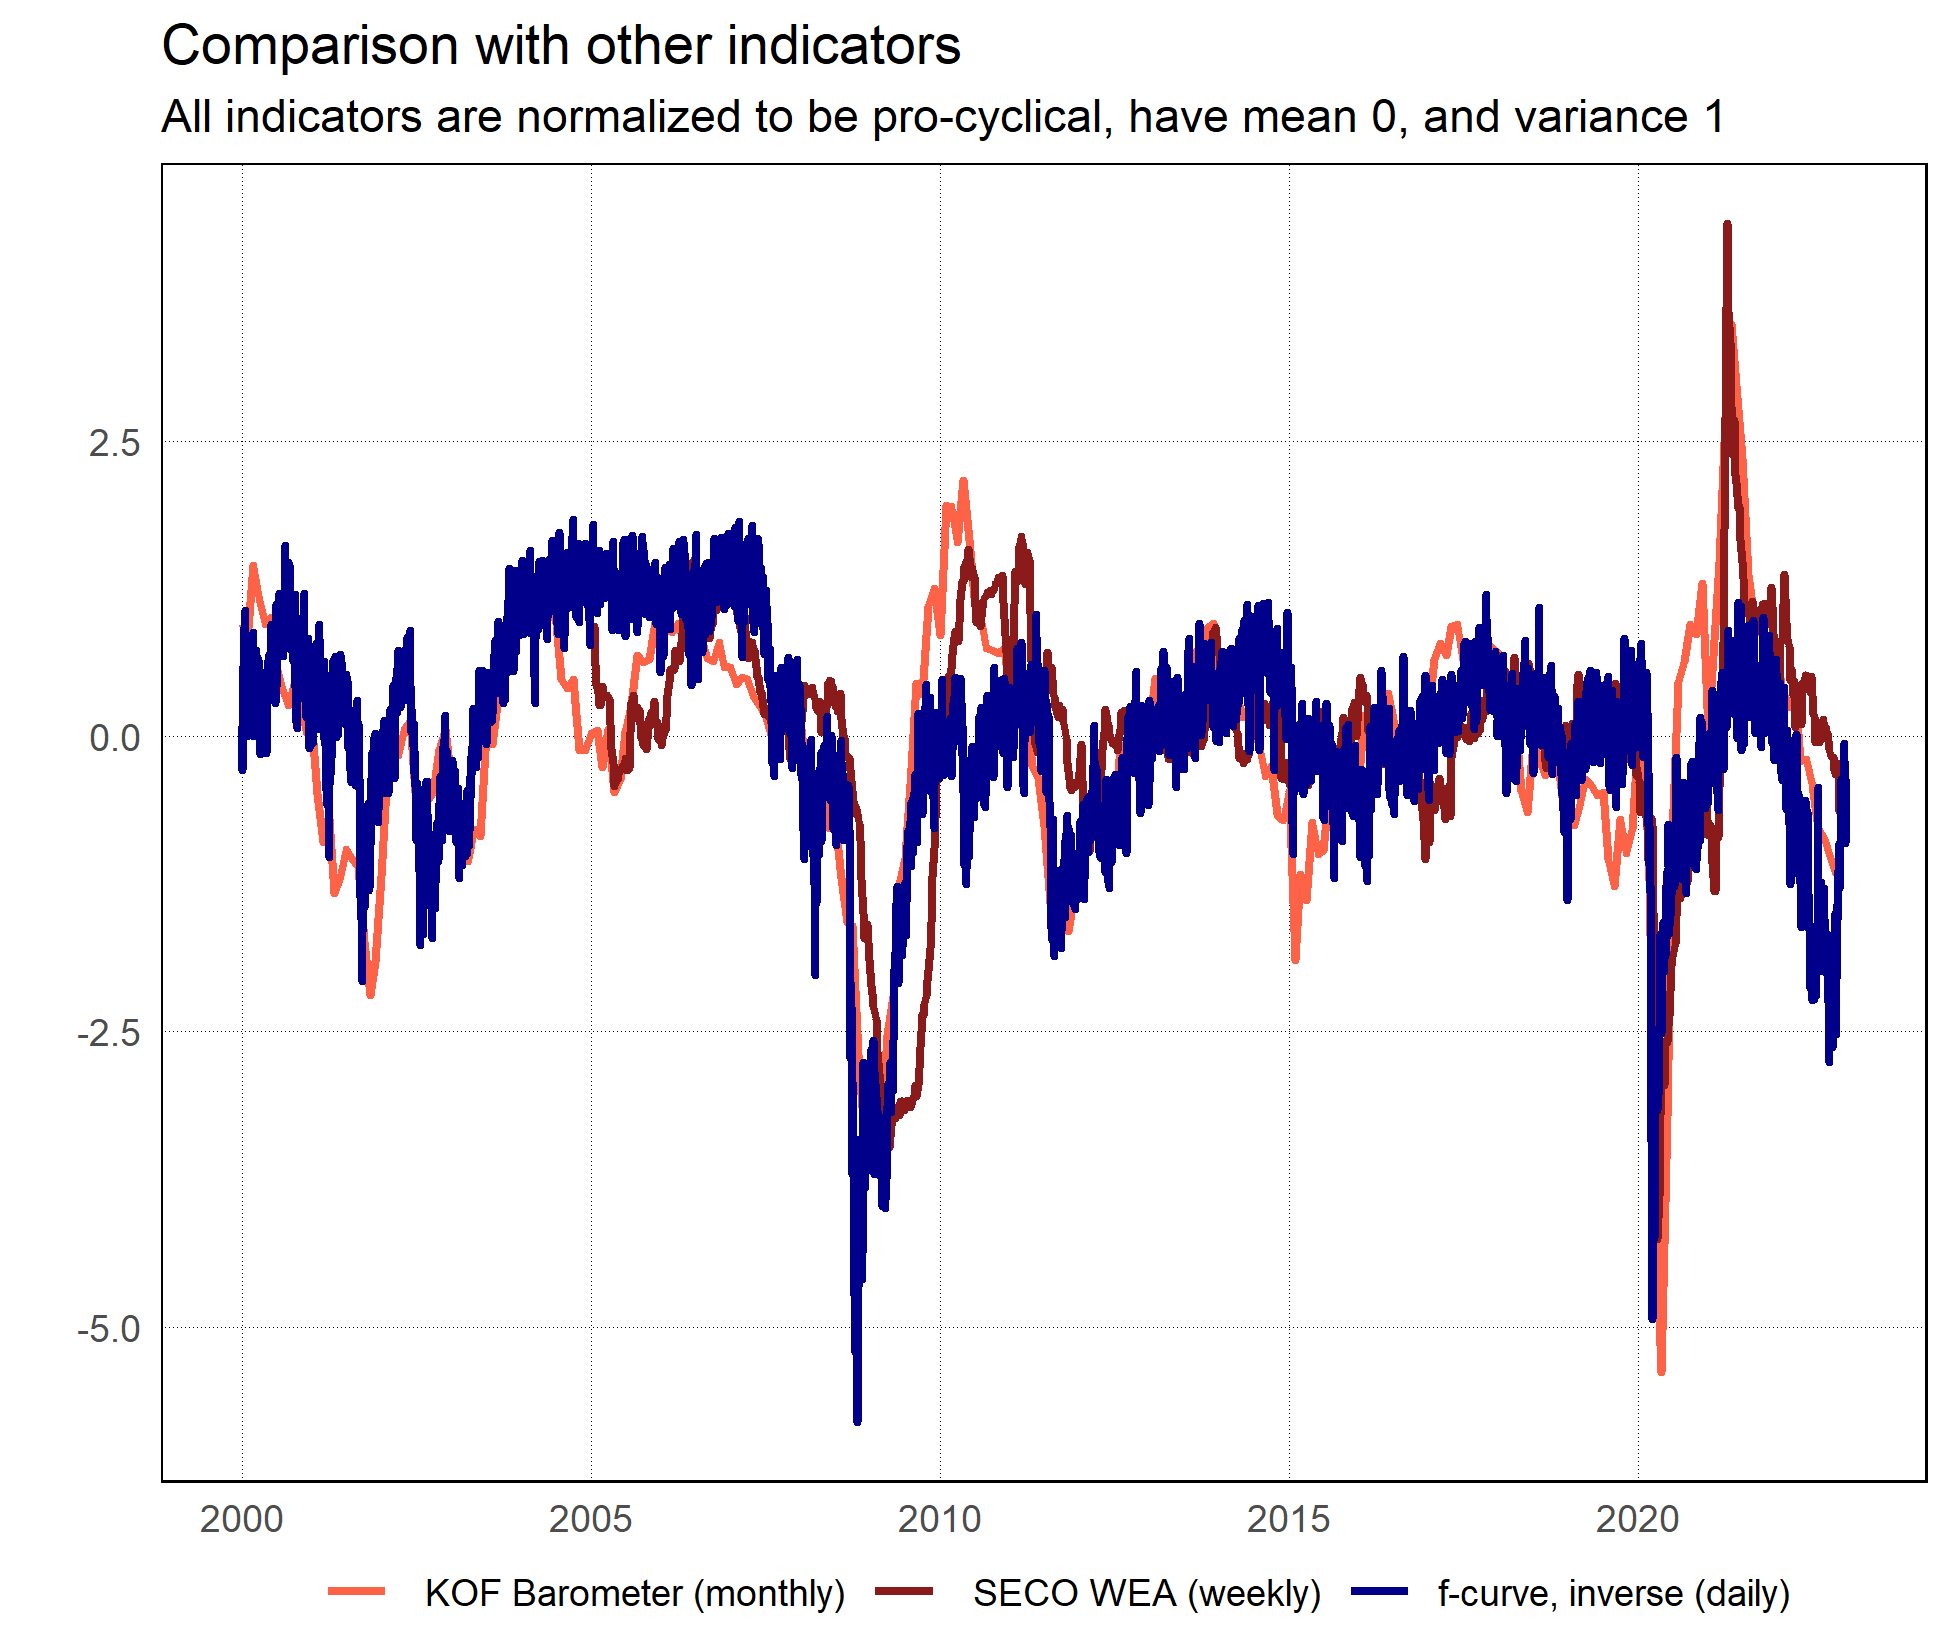 Comparison with other indicators
All indicators are normalized to be pro-cyclical, have mean 0, and variance 1
2.5
0.0
-2.5
-5.0
2000 2005 2010 2015 2020
KOF Barometer (monthly) SECO WEA (weekly) f-curve, inverse (daily)